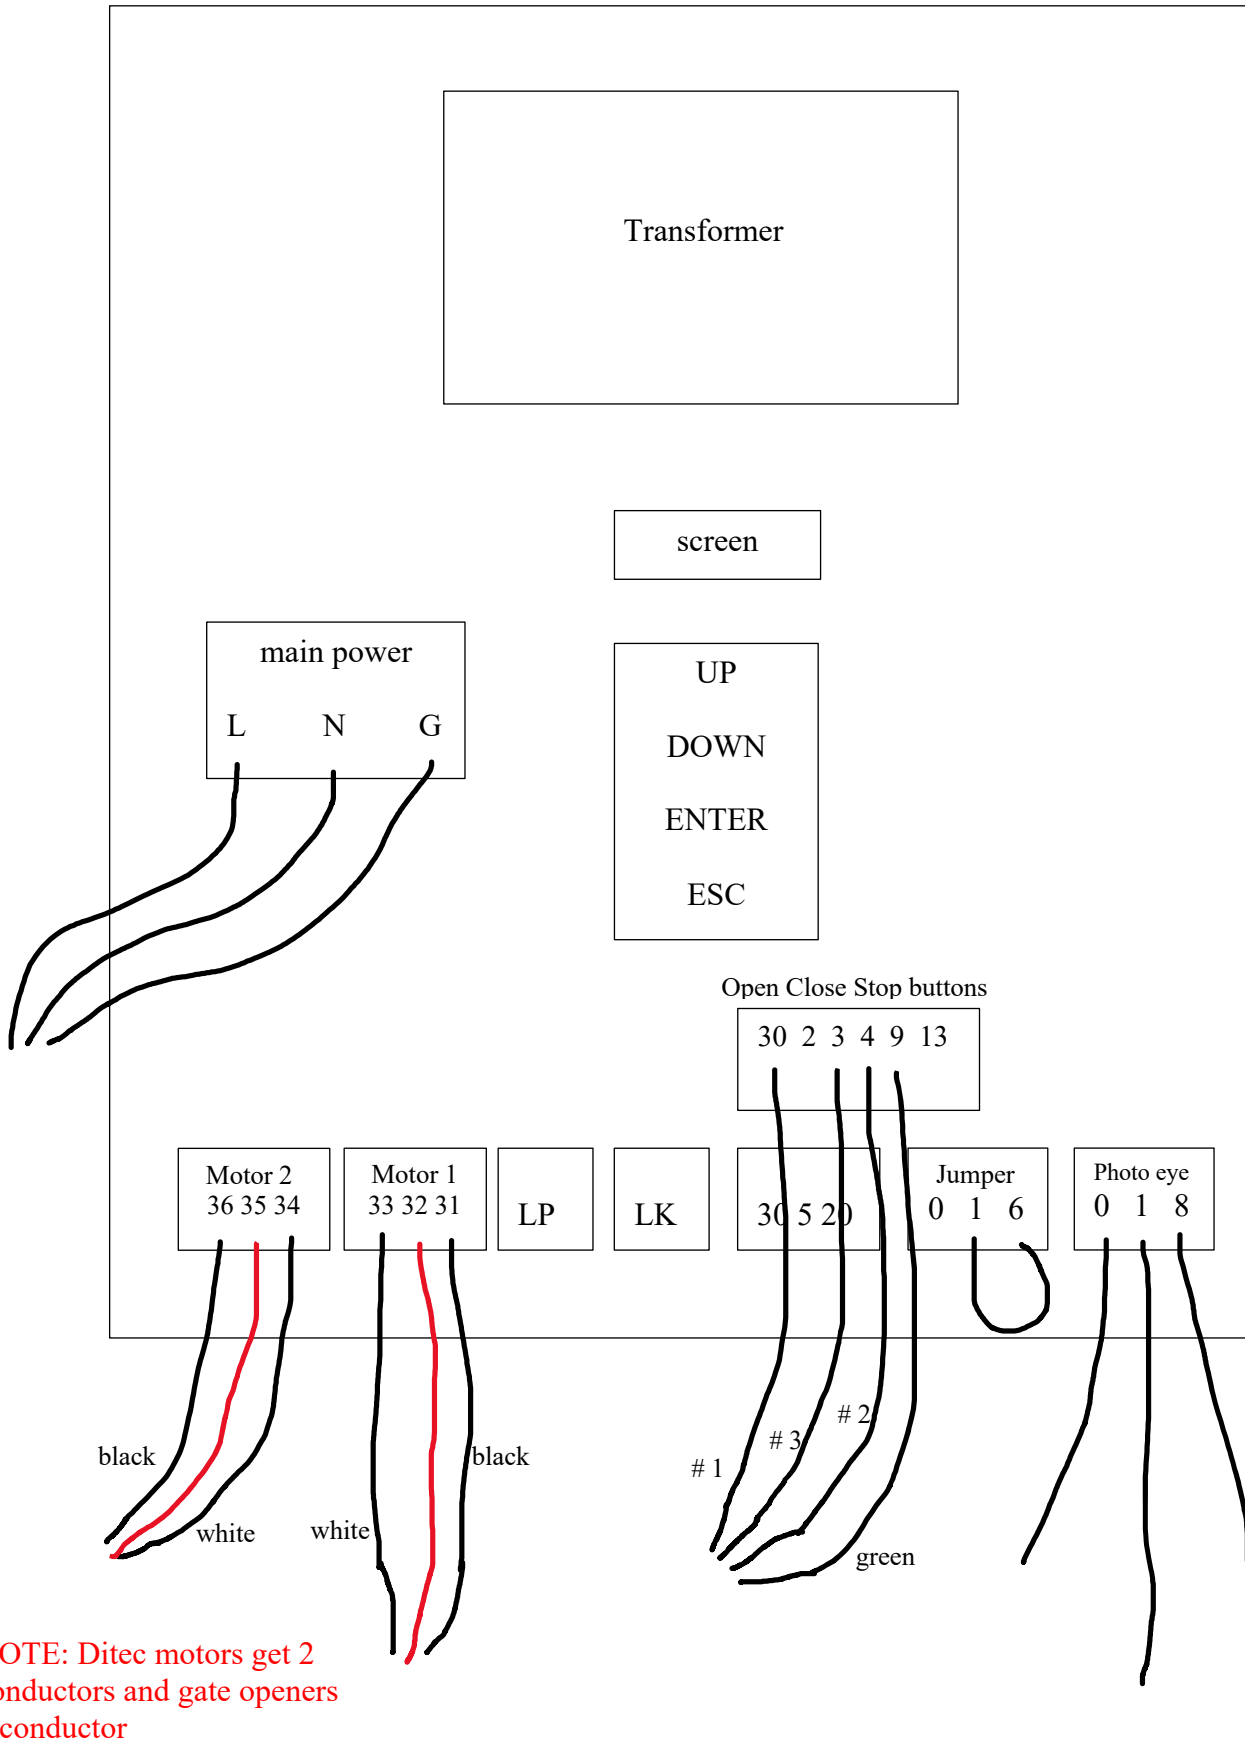 Transformer
screen
main power
L N G
UP
DOWN
ENTER
ESC
Open Close Stop buttons
30 2 3 4 9 13
Motor 2
36 35 34
Motor 1
33 32 31
LP
LK
30 5 20
Jumper
0 1 6
Photo eye
0 1 8
black
white
white
black
# 1
# 3
# 2
green
OTE: Ditec motors get 2
onductors and gate openers
conductor